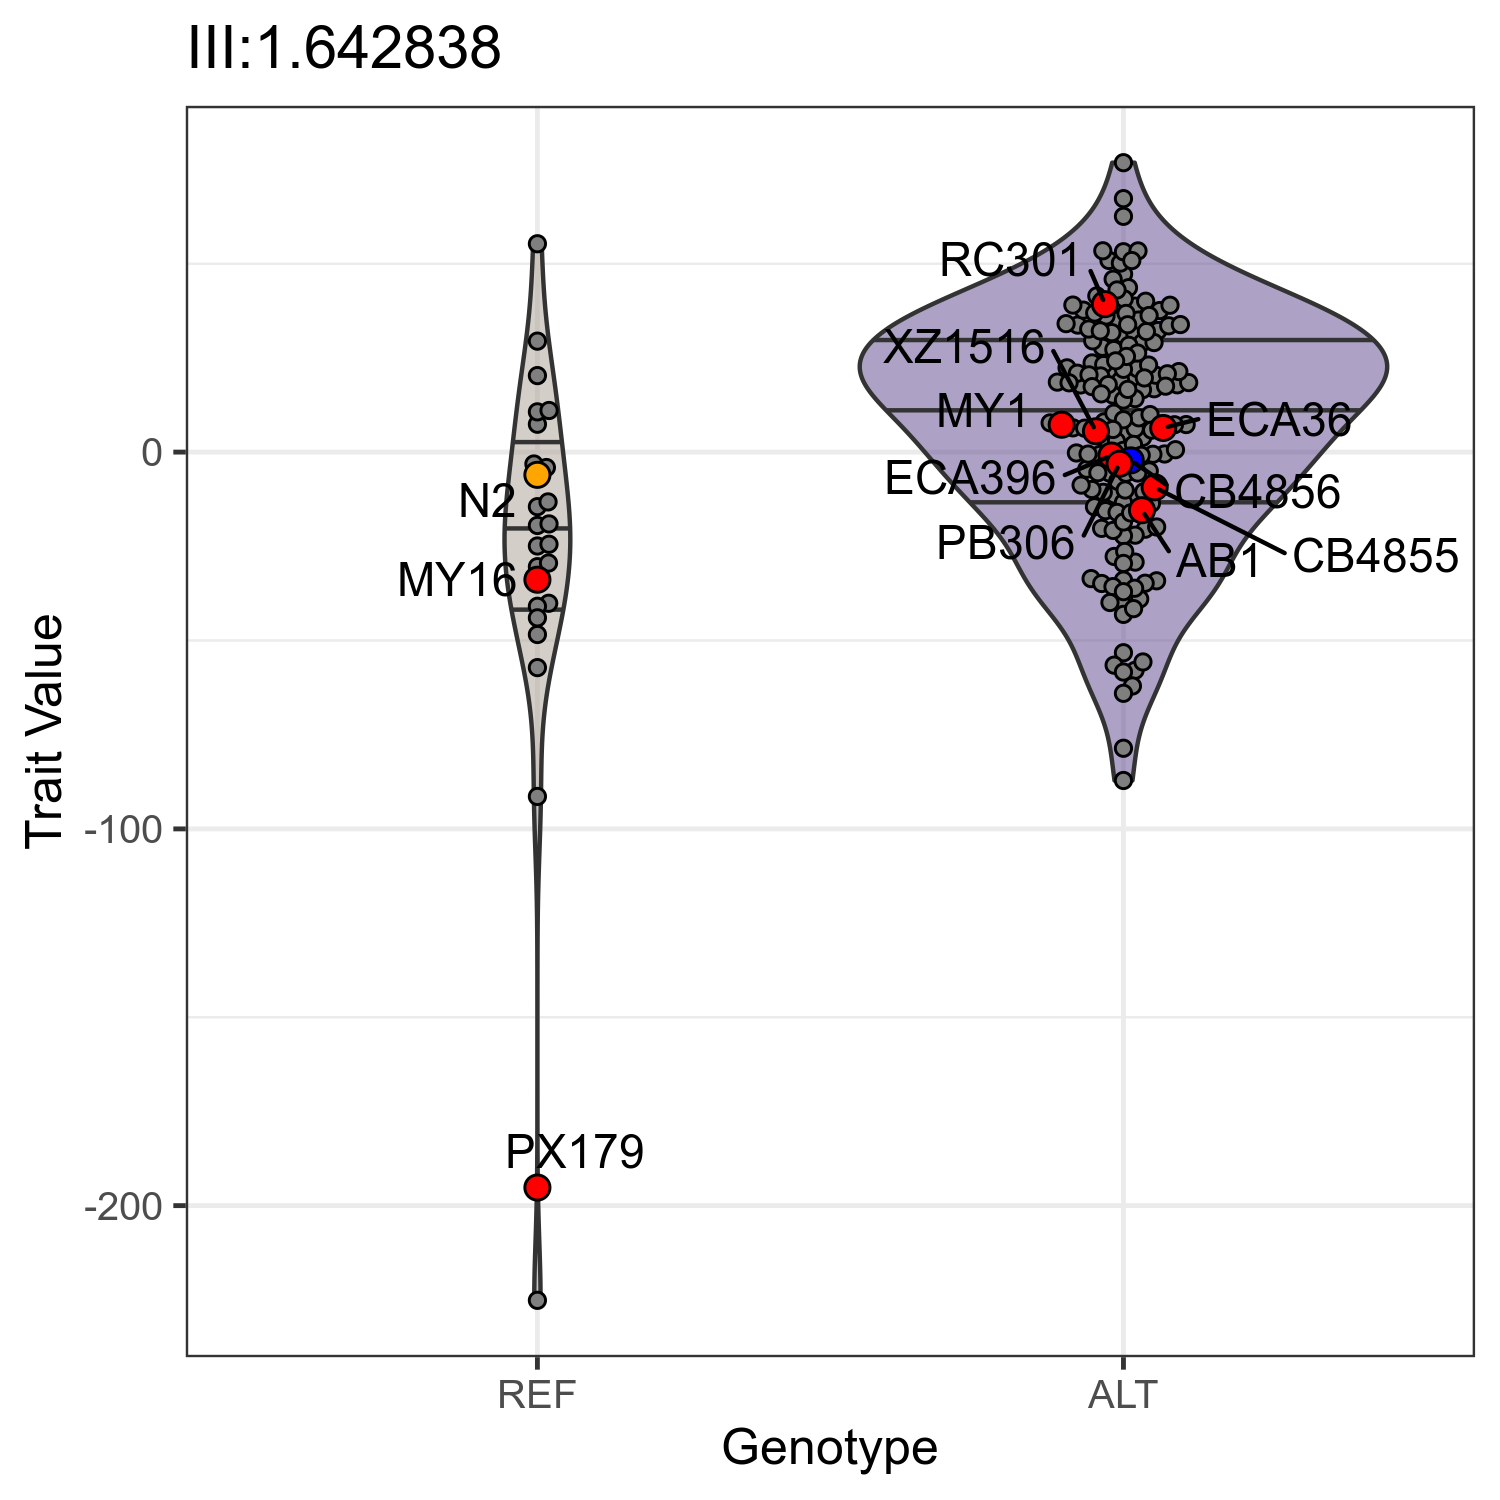 III:1.642838
RC301
XZ1516
MY1
ECA36
0
N2
ECA396
CB4856
PB306
AB1
CB4855
MY16
Trait Value
-100
PX179
-200
REF
ALT
Genotype